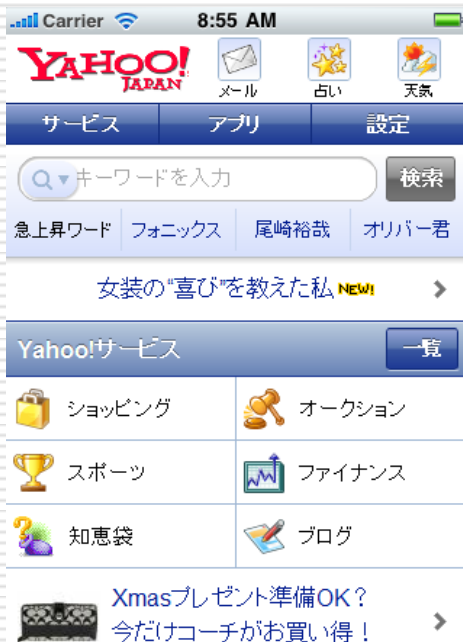 Carrier 8:55 AM
YAHOO! JAPAN
メール 占い 天気
サービス アプリ 設定
キーワードを入力 検索
急上昇ワード フォニックス 尾崎裕哉 オリバー君
女装の"喜び"を教えた私 NEW!
Yahoo!サービス 一覧
ショッピング オークション
スポーツ ファイナンス
知恵袋 ブログ
Xmasプレゼント準備OK?
今だけコーチがお買い得!